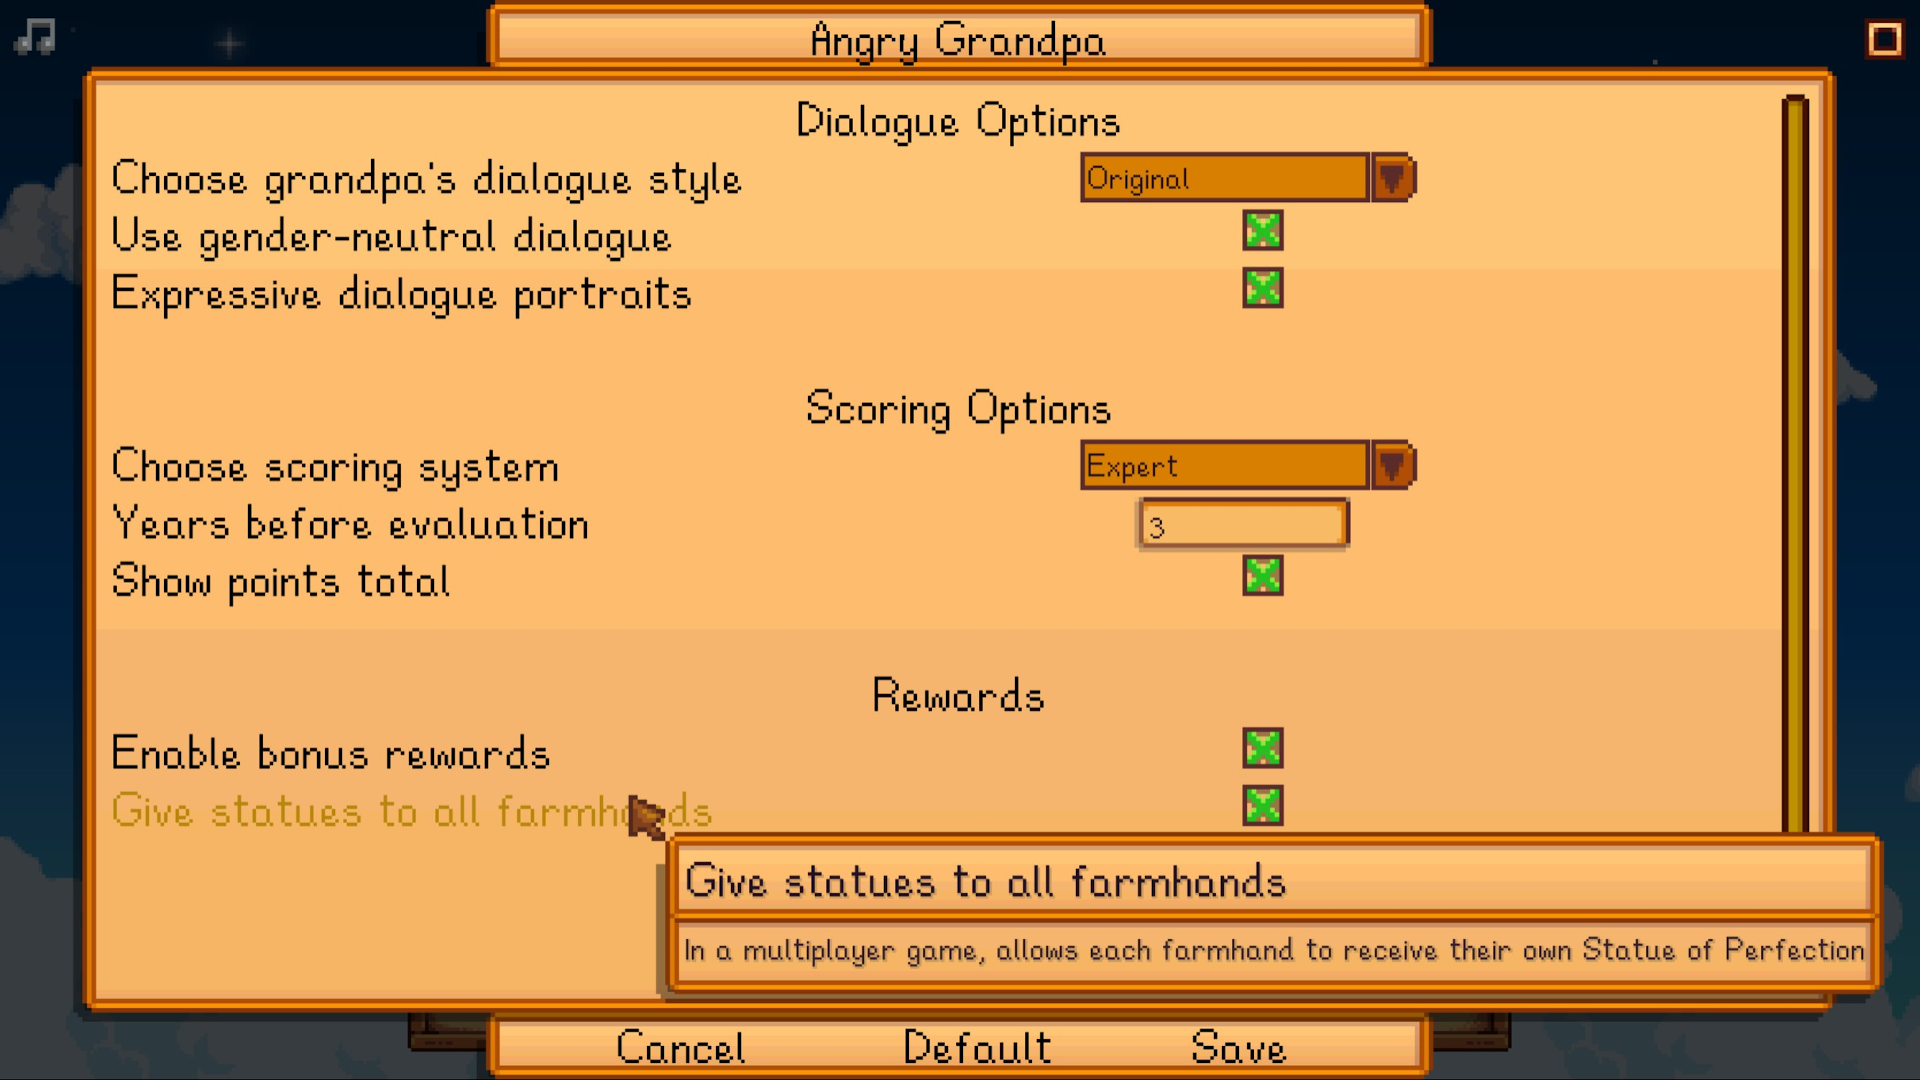 Angry Grandpa
Dialogue Options
Choose grandpa's dialogue style
Original
Use gender-neutral dialogue
Expressive dialogue portraits
Scoring Options
Choose scoring system
Expert
Years before evaluation
3
Show points total
Rewards
Enable bonus rewards
Give statues to all farmhands
Give statues to all farmhands
In a multiplayer game, allows each farmhand to receive their own Statue of Perfection
Cancel Default Save